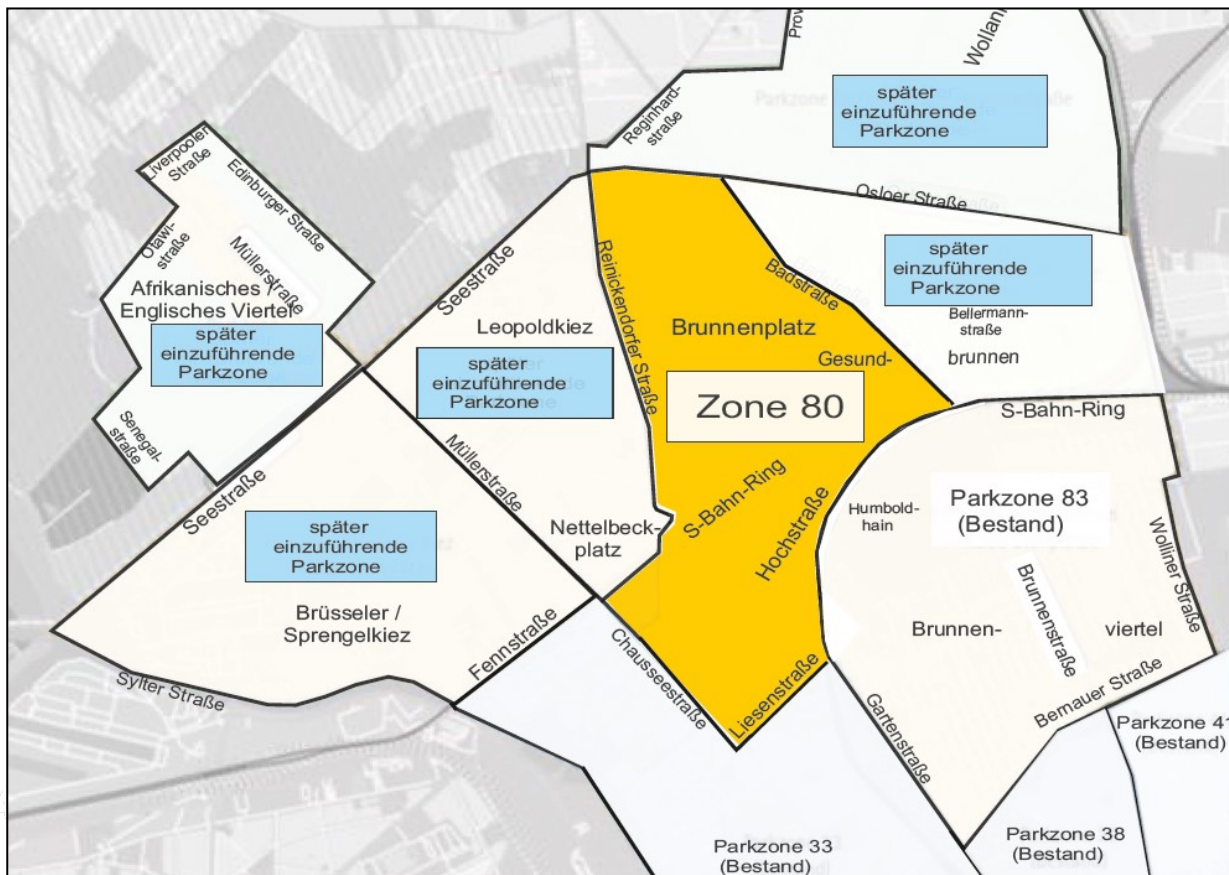 Prov
Wollan
Reginhard-
straße
später
einzuführende
Parkzone
Osloer Straße
Liverpooler
Straße
Edinburger Straße
Otawi-
straße
Müllerstraße
Afrikanisches /
Englisches Viertel
später
einzuführende
Parkzone
Senegal-
straße
Seestraße
Seestraße
Leopoldkiez
später
einzuführende
Parkzone
Müllerstraße
Nettelbeck-
platz
Reinickendorfer Straße
Badstraße
Brunnenplatz
Gesund-
brunnen
später
einzuführende
Parkzone
Bellermann-
straße
Zone 80
S-Bahn-Ring
Hochstraße
S-Bahn-Ring
Humbold-
hain
Parkzone 83
(Bestand)
Wolliner Straße
Brunnenstraße
Brunnen-
viertel
Bernauer Straße
später
einzuführende
Parkzone
Brüsseler /
Sprengelkiez
Sylter Straße
Fennstraße
Chausseestraße
Liesenstraße
Gartenstraße
Parkzone 41
(Bestand)
Parkzone 38
(Bestand)
Parkzone 33
(Bestand)